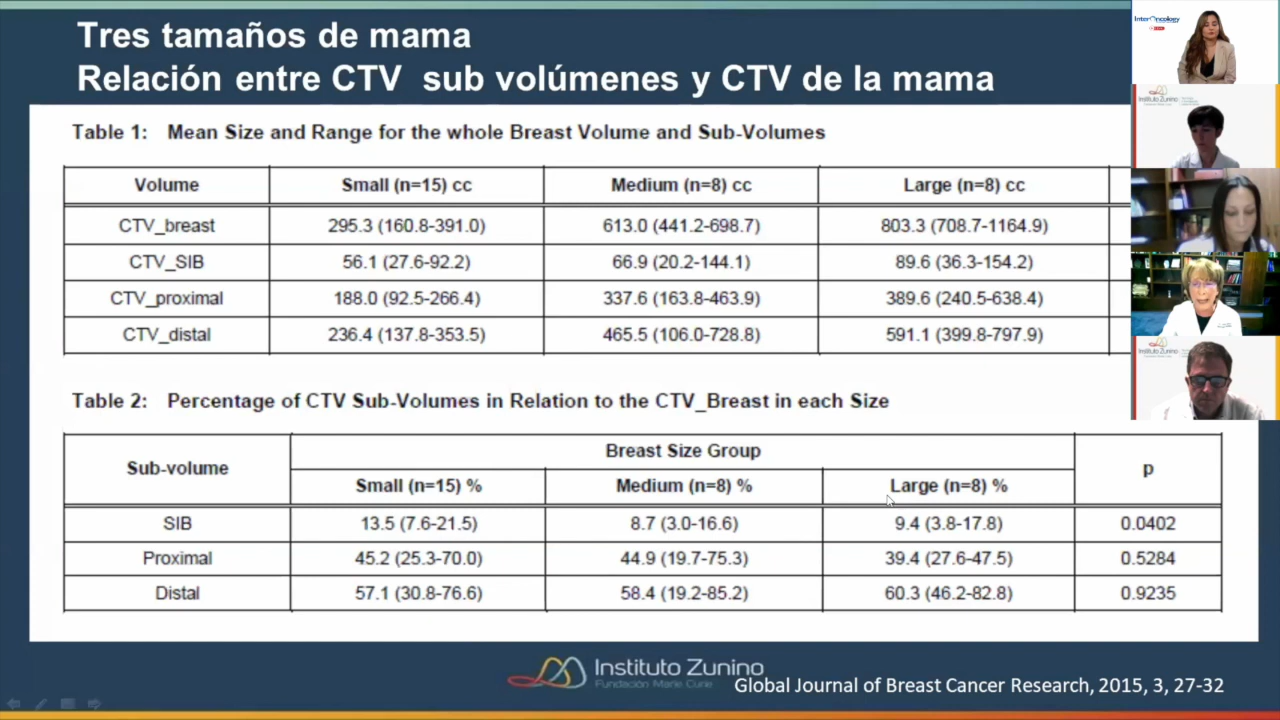 Tres tamaños de mama
Relación entre CTV sub volúmenes y CTV de la mama
Table 1: Mean Size and Range for the whole Breast Volume and Sub-Volumes
Volume Small (n=15) cc Medium (n=8) cc Large (n=8) cc
CTV_breast 295.3 (160.8-391.0) 613.0 (441.2-698.7) 803.3 (708.7-1164.9)
CTV_SIB 56.1 (27.6-92.2) 66.9 (20.2-144.1) 89.6 (36.3-154.2)
CTV_proximal 188.0 (92.5-266.4) 337.6 (163.8-463.9) 389.6 (240.5-638.4)
CTV_distal 236.4 (137.8-353.5) 465.5 (106.0-728.8) 591.1 (399.8-797.9)
Table 2: Percentage of CTV Sub-Volumes in Relation to the CTV_Breast in each Size
Sub-volume Breast Size Group p
Small (n=15) % Medium (n=8) % Large (n=8) %
SIB 13.5 (7.6-21.5) 8.7 (3.0-16.6) 9.4 (3.8-17.8) 0.0402
Proximal 45.2 (25.3-70.0) 44.9 (19.7-75.3) 39.4 (27.6-47.5) 0.5284
Distal 57.1 (30.8-76.6) 58.4 (19.2-85.2) 60.3 (46.2-82.8) 0.9235
Instituto Zunino
Fundación Marie Curie
Global Journal of Breast Cancer Research, 2015, 3, 27-32
InterOncology
Instituto Zunino
Instituto Zunino